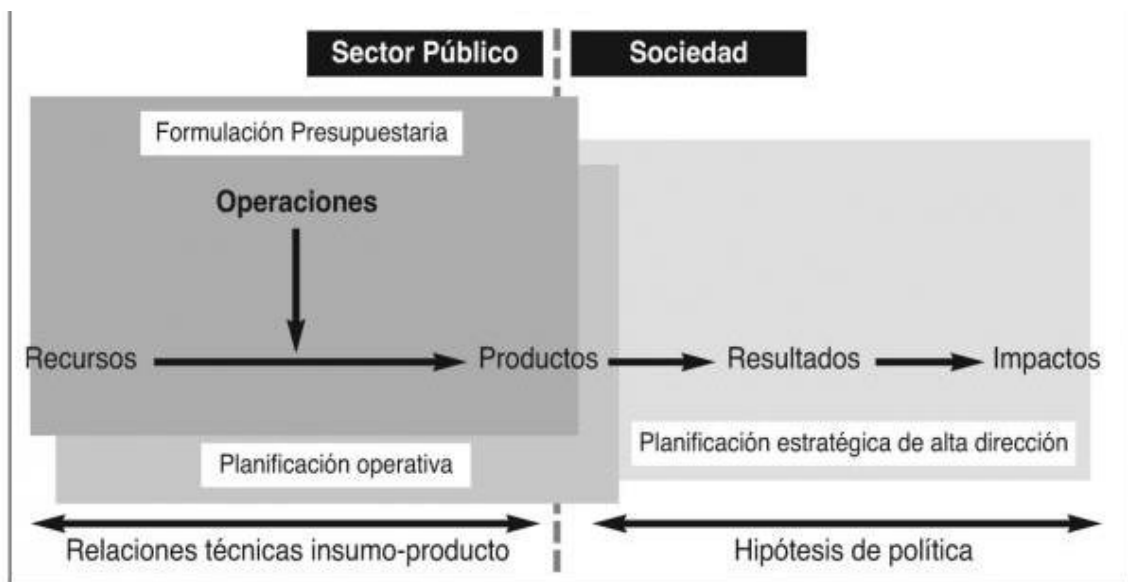 Sector Público
Sociedad
Formulación Presupuestaria
Operaciones
Recursos
Productos
Resultados
Impactos
Planificación operativa
Planificación estratégica de alta dirección
Relaciones técnicas insumo-producto
Hipótesis de política